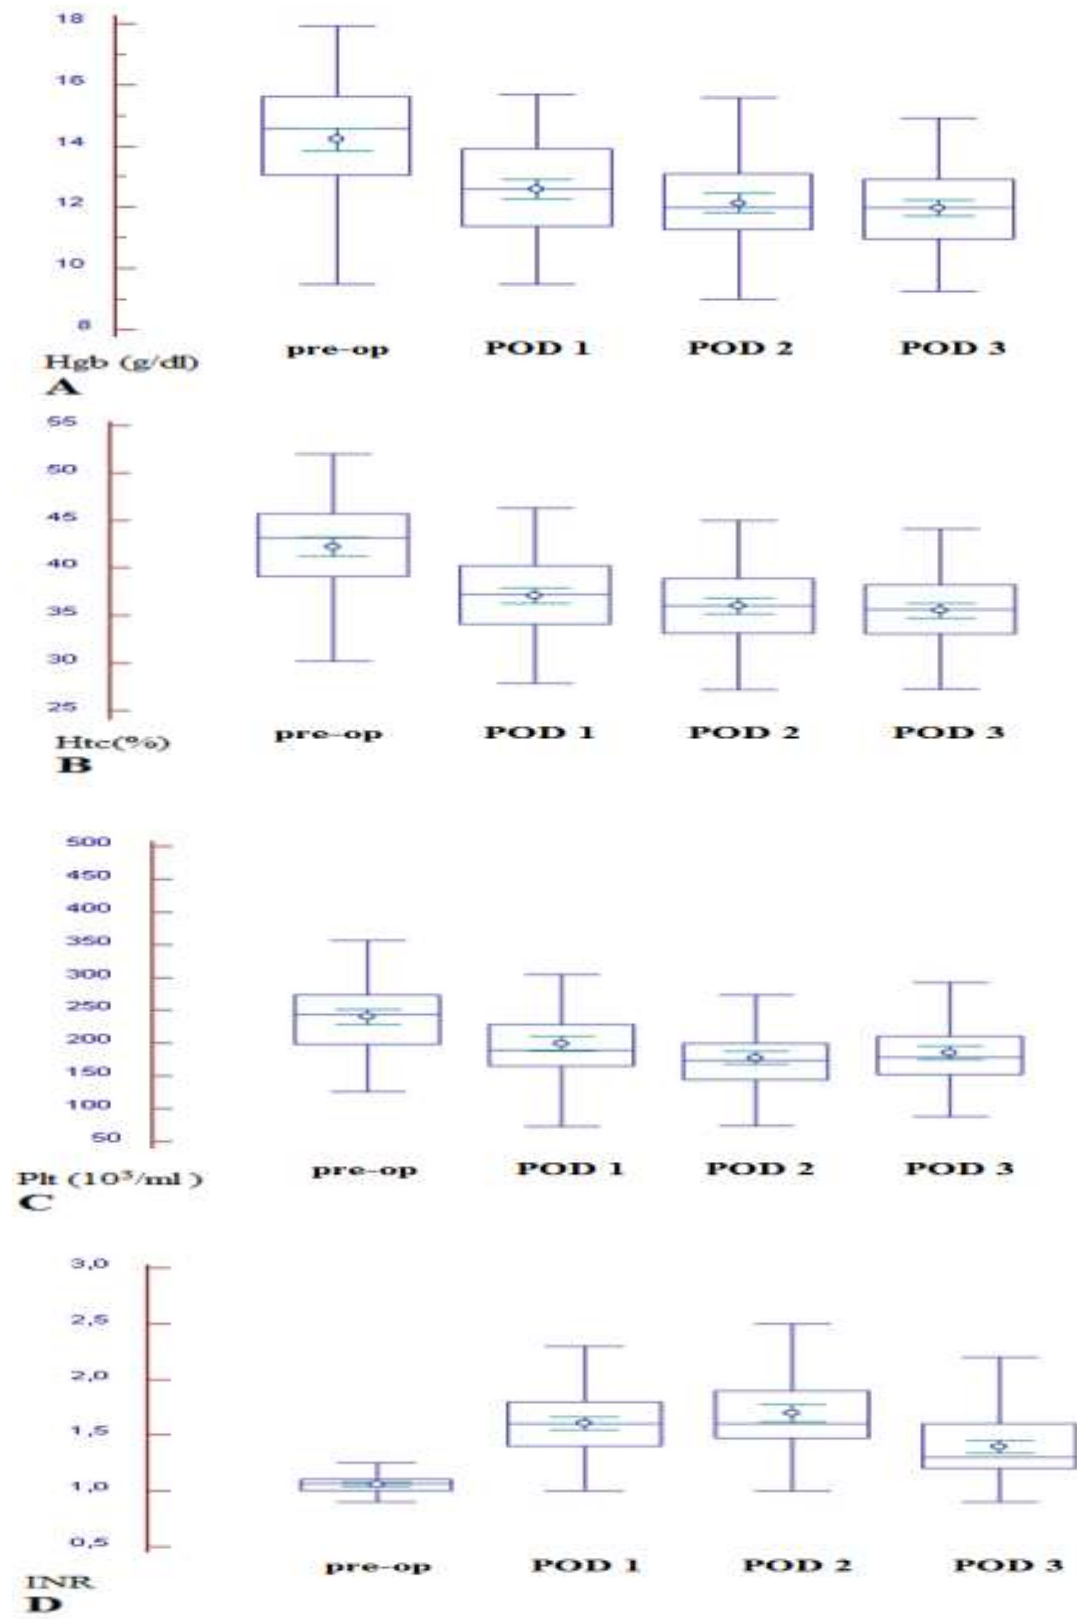 18
16
14
12
10
8
pre-op POD 1 POD 2 POD 3
Hgb (g/dl)
A
55
50
45
40
35
30
25
pre-op POD 1 POD 2 POD 3
Htc(%)
B
500
450
400
350
300
250
200
150
100
50
pre-op POD 1 POD 2 POD 3
Plt (10³/ml )
C
3,0
2,5
2,0
1,5
1,0
0,5
pre-op POD 1 POD 2 POD 3
INR
D